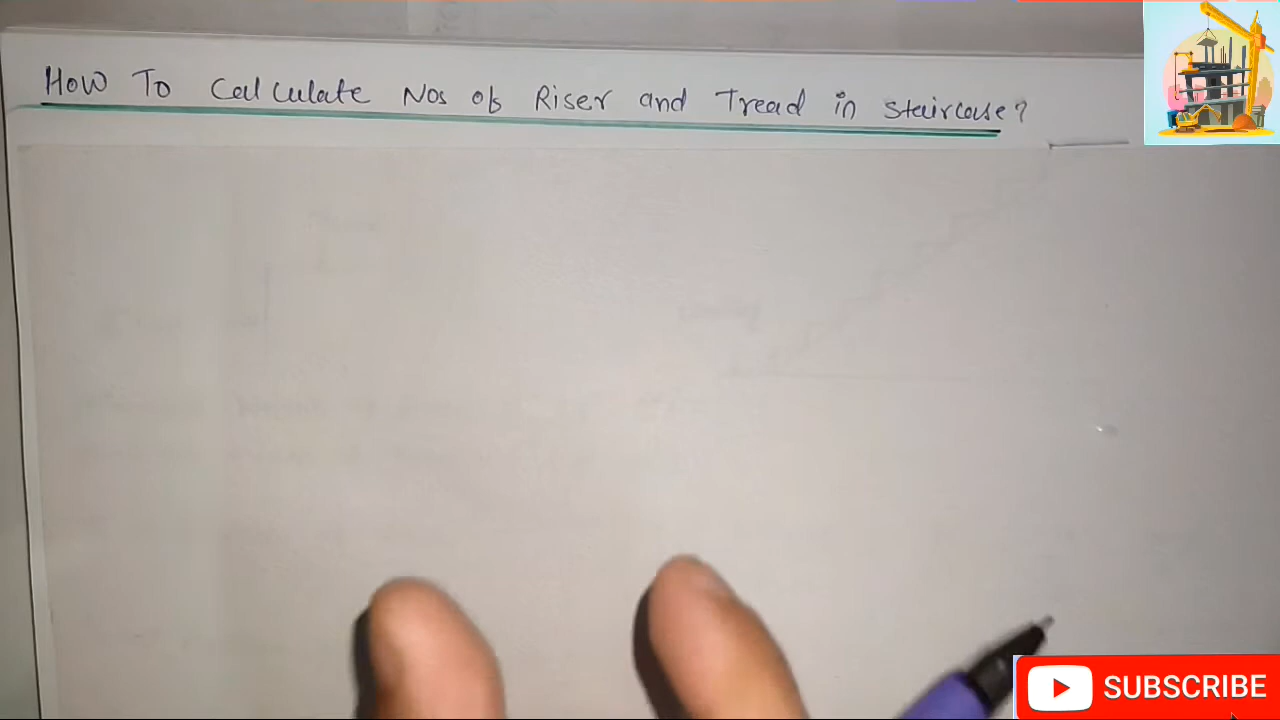 How To Calculate Nos of Riser and Tread in staircase?
SUBSCRIBE